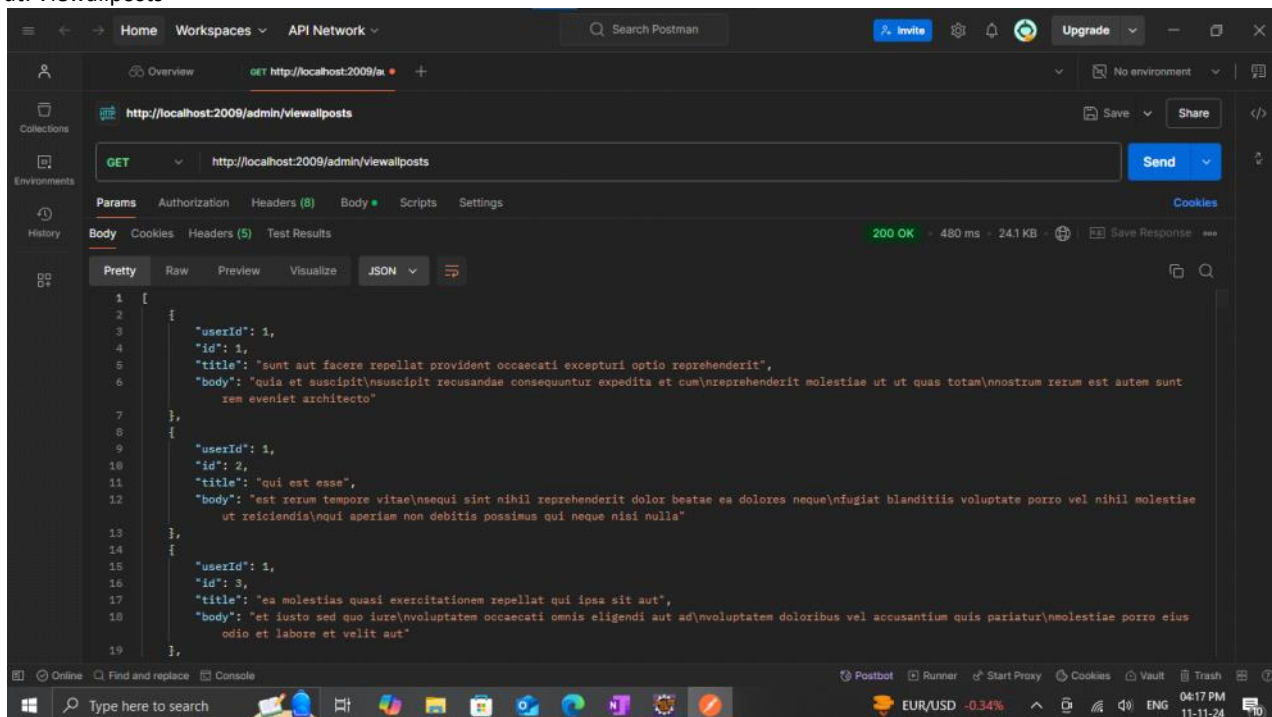 Home Workspaces API Network Search Postman Invite Upgrade
Overview GET http://localhost:2009/a No environment
http://localhost:2009/admin/viewallposts Save Share
Collections
GET http://localhost:2009/admin/viewallposts Send
Environments
Params Authorization Headers (8) Body Scripts Settings Cookies
History
Body Cookies Headers (5) Test Results 200 OK 480 ms 24.1 KB Save Response
Pretty Raw Preview Visualize JSON
1 [
2 {
3 "userId": 1,
4 "id": 1,
5 "title": "sunt aut facere repellat provident occaecati excepturi optio reprehenderit",
6 "body": "quia et suscipit\nsuscipit recusandae consequuntur expedita et cum\nreprehenderit molestiae ut ut quas totam\nnostrum rerum est autem sunt
rem eveniet architecto"
7 },
8 {
9 "userId": 1,
10 "id": 2,
11 "title": "qui est esse",
12 "body": "est rerum tempore vitae\nsequi sint nihil reprehenderit dolor beatae ea dolores neque\nfugiat blanditiis voluptate porro vel nihil molestiae
ut reiciendis\nqui aperiam non debitis possimus qui neque nisi nulla"
13 },
14 {
15 "userId": 1,
16 "id": 3,
17 "title": "ea molestias quasi exercitationem repellat qui ipsa sit aut",
18 "body": "et iusto sed quo iure\nvoluptatem occaecati omnis eligendi aut ad\nvoluptatem doloribus vel accusantium quis pariatur\nmolestiae porro eius
odio et labore et velit aut"
19 },
Online Find and replace Console Postbot Runner Start Proxy Cookies Vault Trash
Type here to search EUR/USD -0.34% ENG 04:17 PM
11-11-24